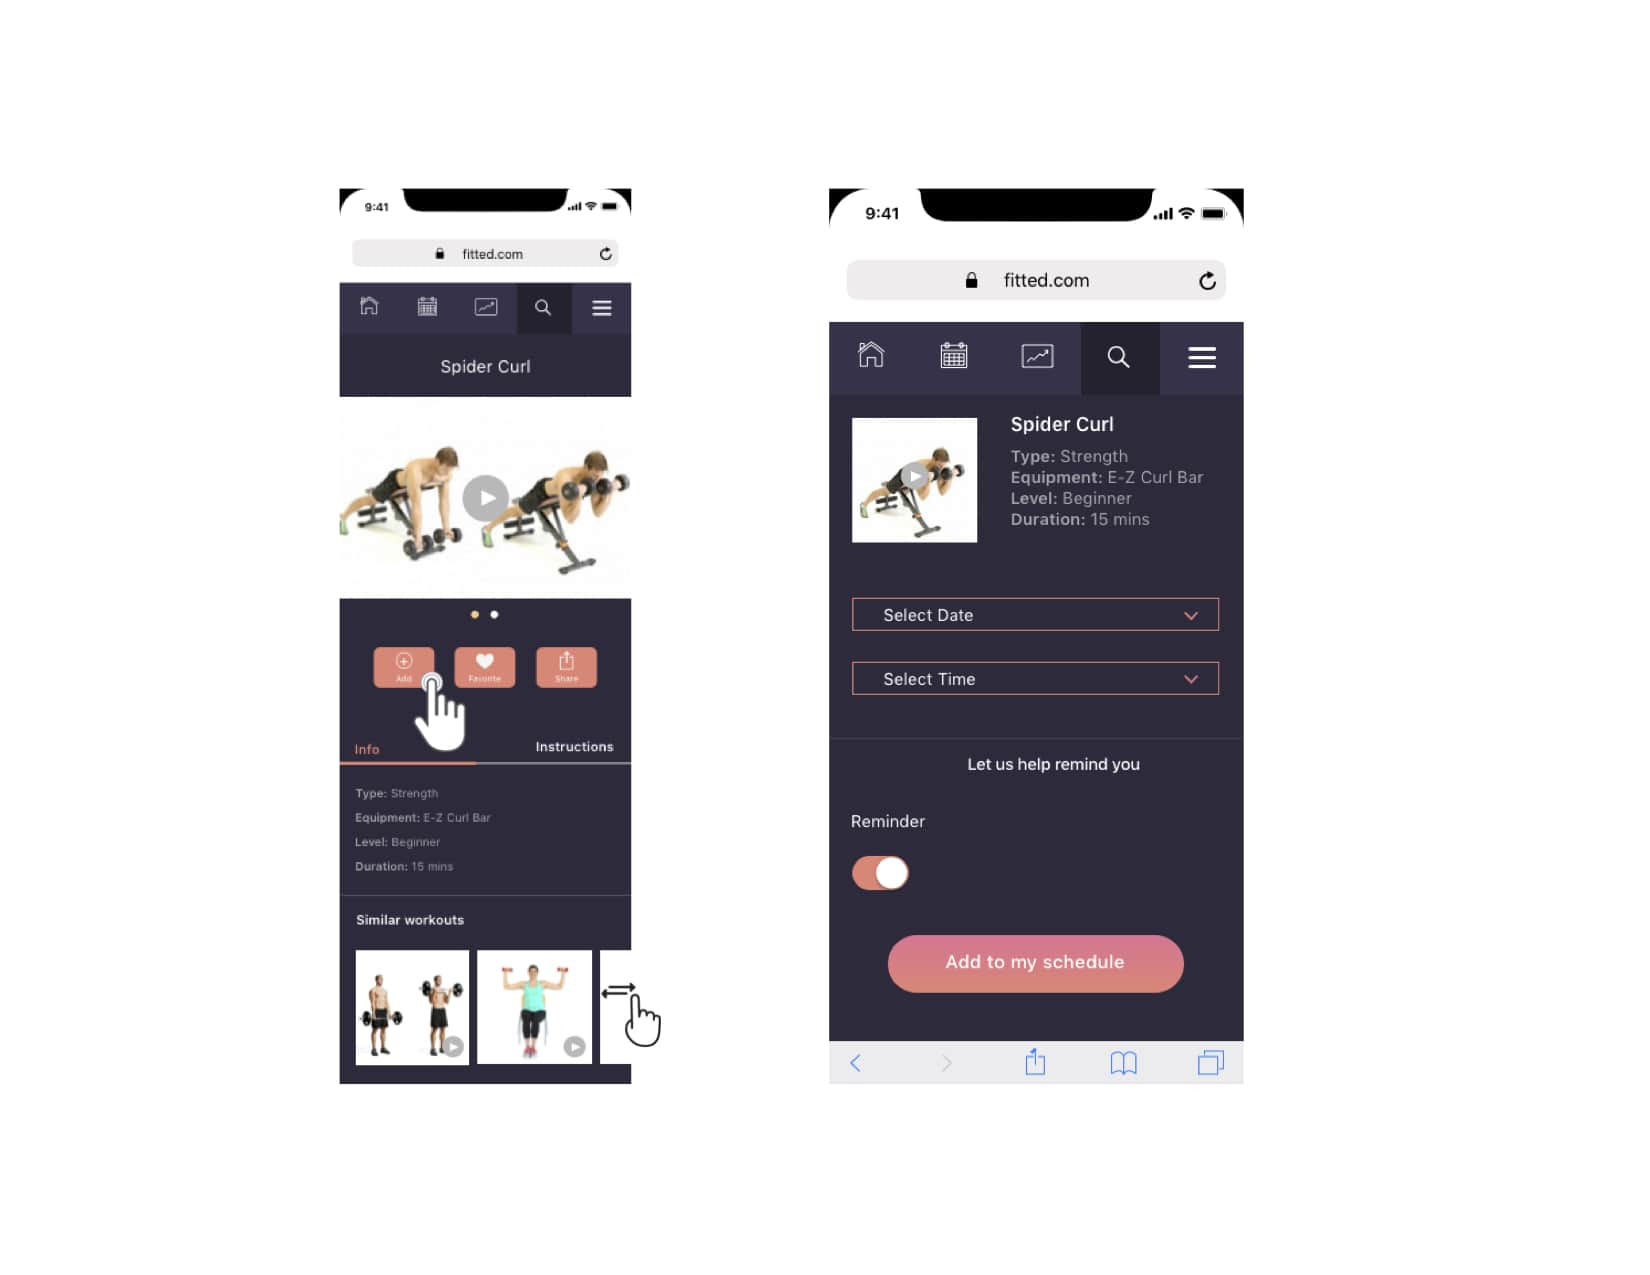 9:41
fitted.com
Spider Curl
Add
Favorite
Share
Info
Instructions
Type: Strength
Equipment: E-Z Curl Bar
Level: Beginner
Duration: 15 mins
Similar workouts
9:41
fitted.com
Spider Curl
Type: Strength
Equipment: E-Z Curl Bar
Level: Beginner
Duration: 15 mins
Select Date
Select Time
Let us help remind you
Reminder
Add to my schedule